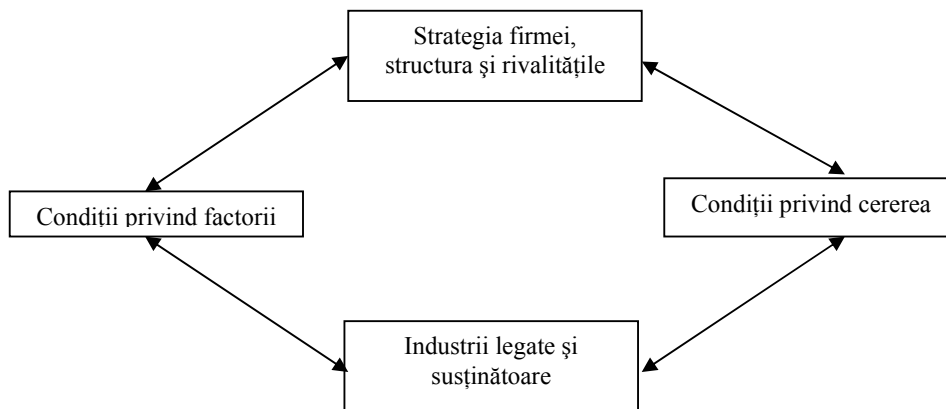 Strategia firmei,
structura şi rivalităţile
Condiţii privind factorii
Condiţii privind cererea
Industrii legate şi
susţinătoare